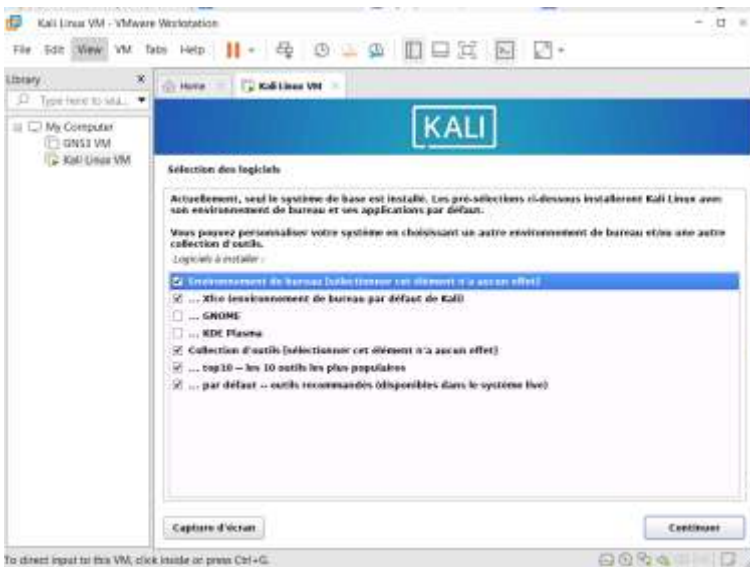 Kali Linux VM - VMware Workstation
File Edit View VM Tabs Help
Library
Home
Kali Linux VM
Type here to
My Computer
GNS3 VM
Kali Linux VM
KALI
Sélection des logiciels
Actuellement, seul le système de base est installé. Les pré-sélections ci-dessous installeront Kali Linux avec
son environnement de bureau et ses applications par défaut.
Vous pouvez personnaliser votre système en choisissant un autre environnement de bureau et/ou une autre
collection d'outils.
Logiciels à installer :
Environnement de bureau [sélectionner cet élément n'a aucun effet]
... Xfce (environnement de bureau par défaut de Kali)
... GNOME
... KDE Plasma
Collection d'outils [sélectionner cet élément n'a aucun effet]
... top10 -- les 10 outils les plus populaires
... par défaut -- outils recommandés (disponibles dans le système live)
Capture d'écran
Continuer
To direct input to this VM, click inside or press Ctrl+G.